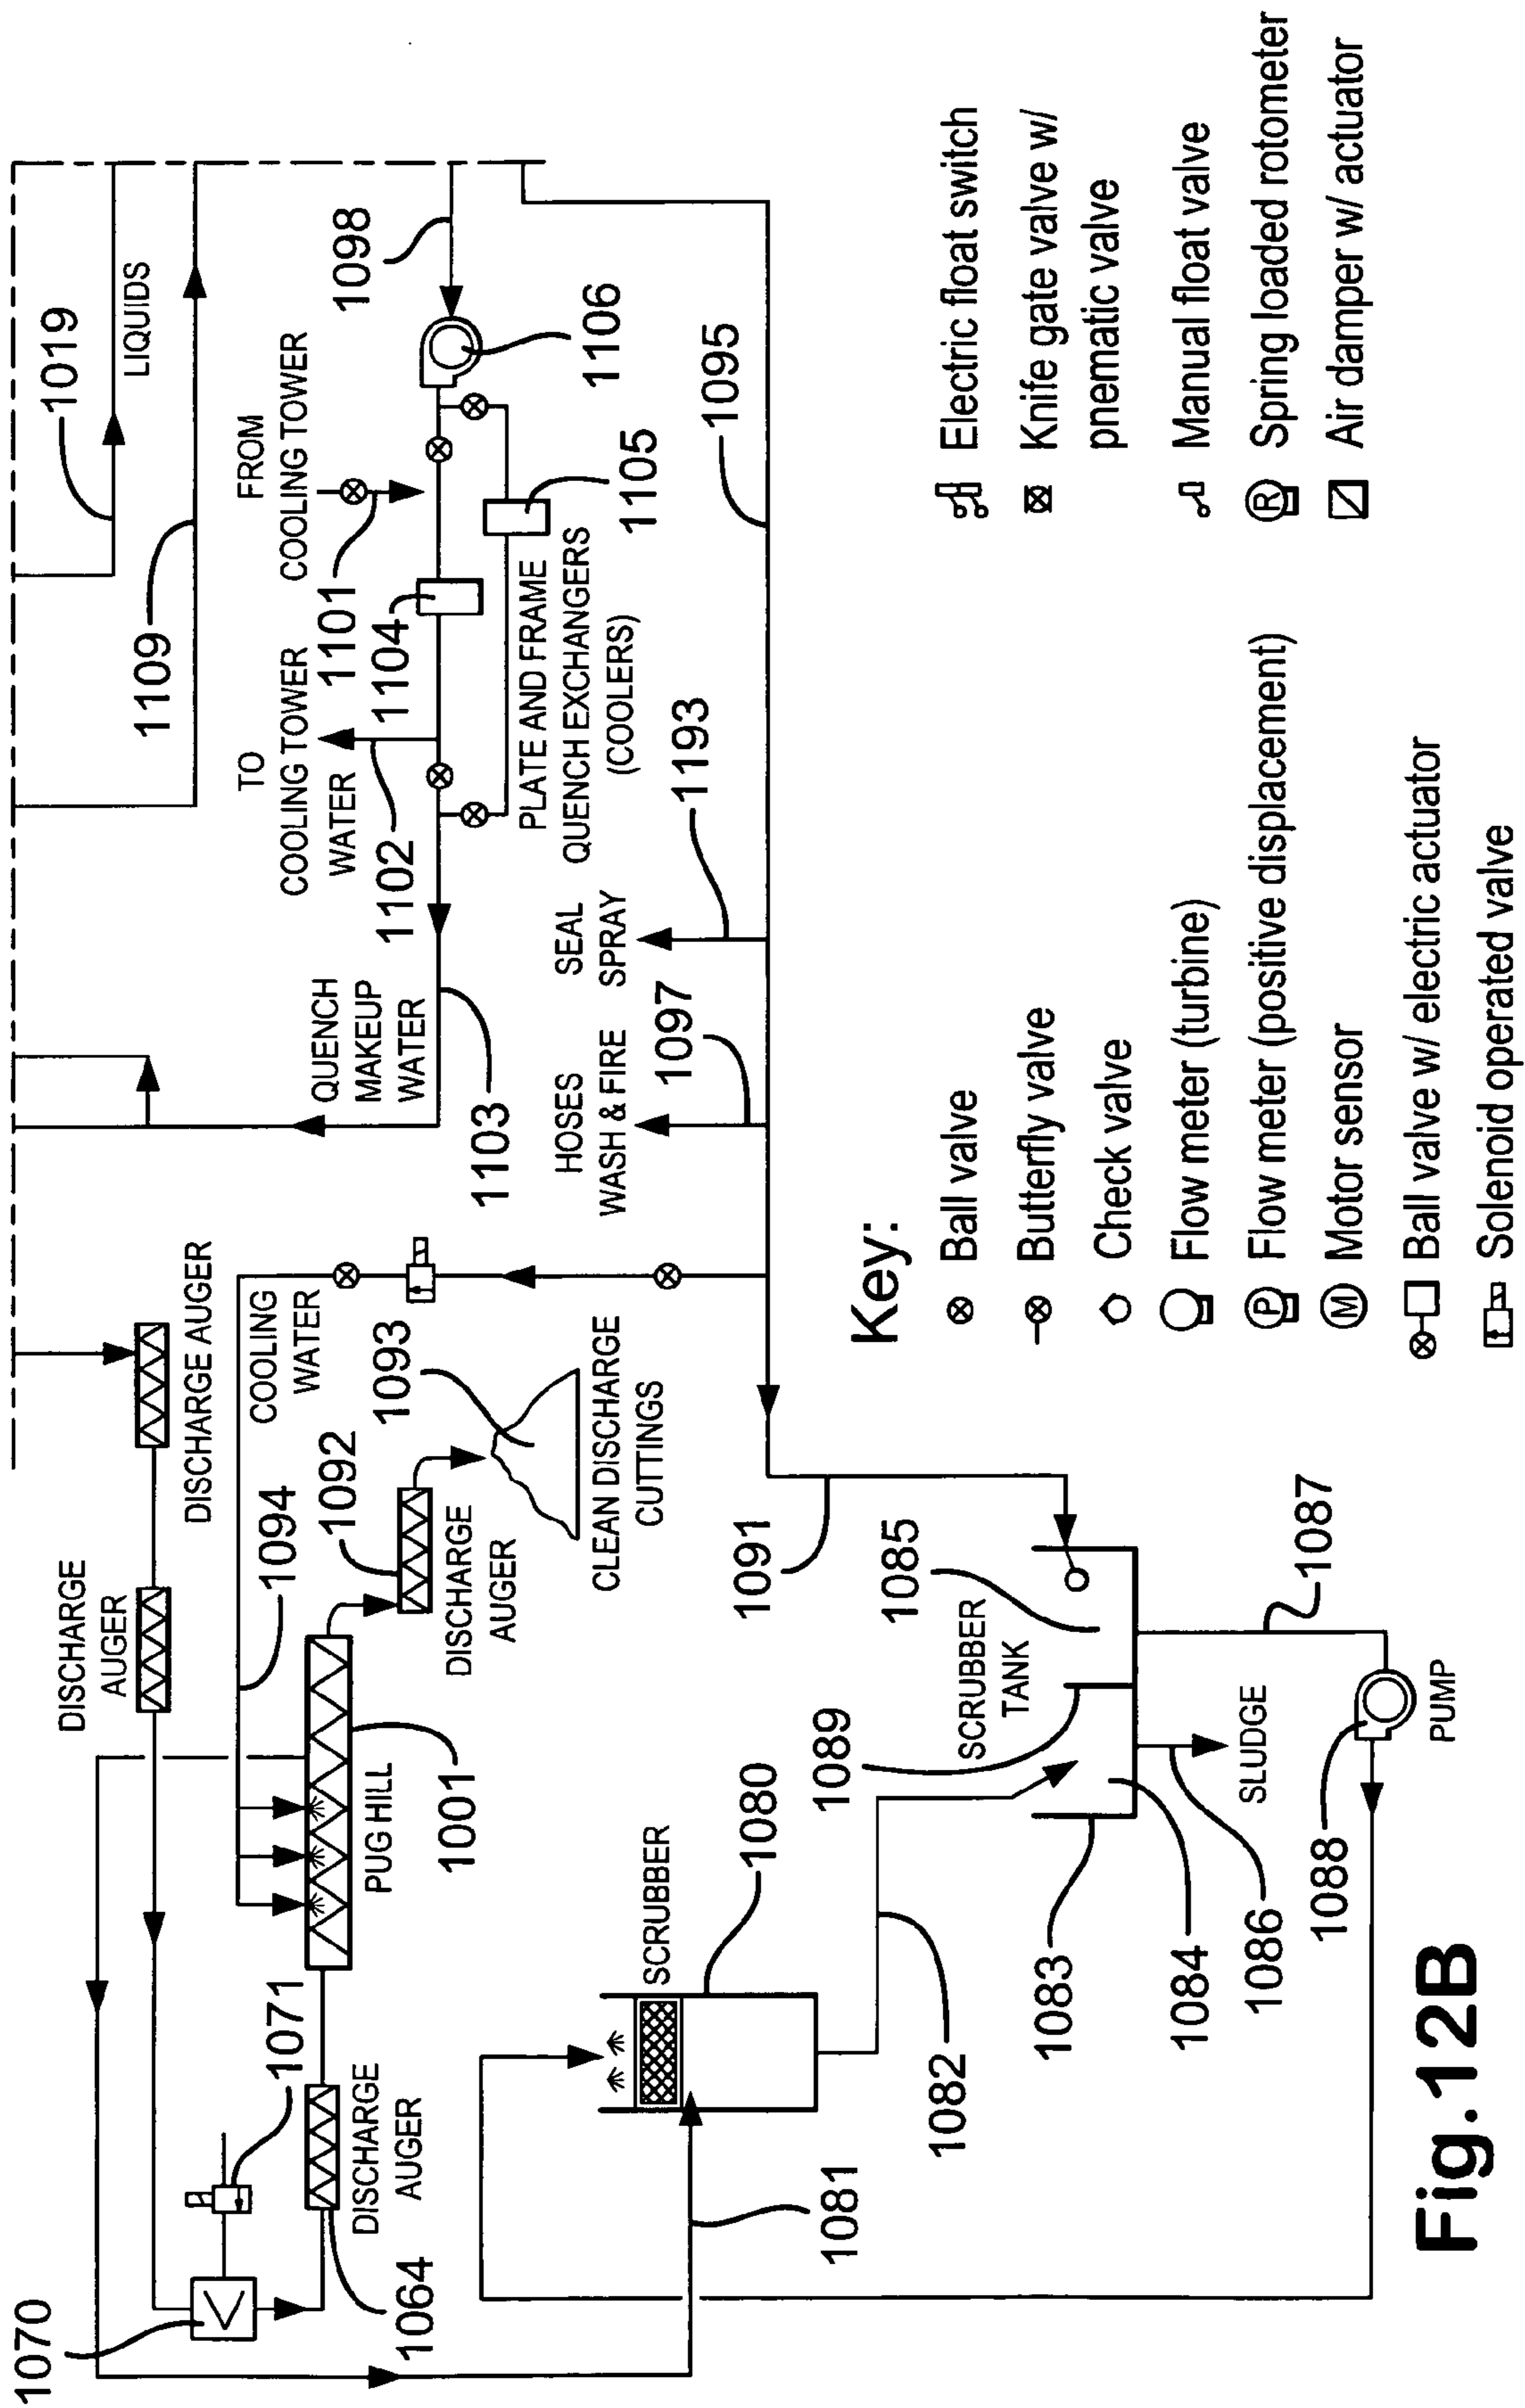 1019
LIQUIDS
1109
1098
1106
FROM
COOLING TOWER
1101
TO
COOLING TOWER
WATER
1102
1104
1105
PLATE AND FRAME
QUENCH EXCHANGERS
(COOLERS)
QUENCH
MAKEUP
WATER
1103
1095
SEAL
SPRAY
1193
HOSES
WASH & FIRE
1097
DISCHARGE AUGER
DISCHARGE
AUGER
COOLING
WATER
1094
1092
1093
DISCHARGE
AUGER
CLEAN DISCHARGE
CUTTINGS
1001
PUG HILL
1070
1071
1064
DISCHARGE
AUGER
1091
1085
SCRUBBER
TANK
1089
1087
1083
1084
1086
SLUDGE
1088
PUMP
SCRUBBER
1080
1081
1082
Key:
Ball valve
Butterfly valve
Check valve
Flow meter (turbine)
P Flow meter (positive displacement)
M Motor sensor
Ball valve w/ electric actuator
Solenoid operated valve
Electric float switch
Knife gate valve w/
pnematic valve
Manual float valve
R Spring loaded rotometer
Air damper w/ actuator
Fig.12B